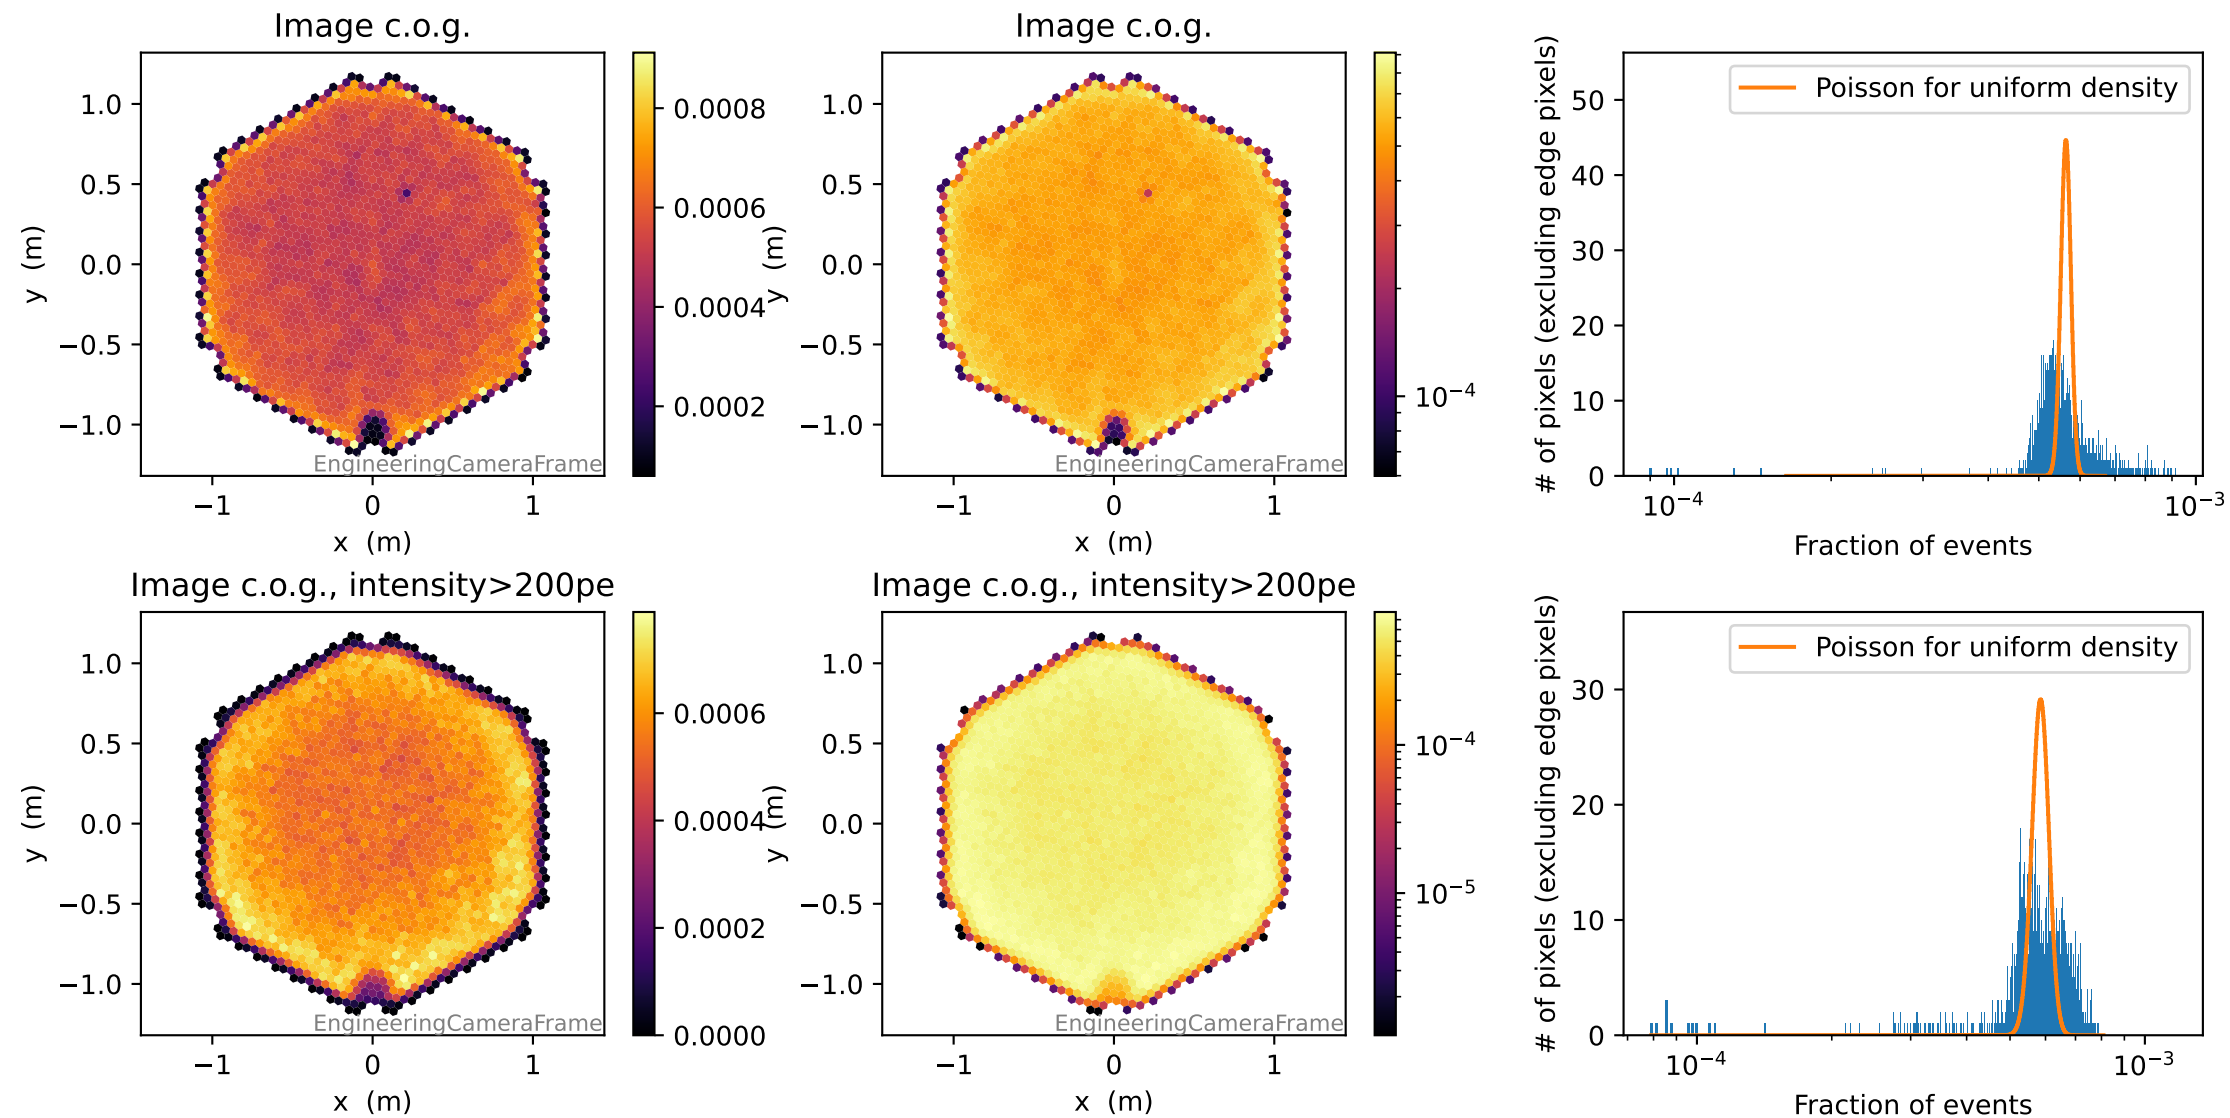 Image c.o.g.
1.0
0.5
0.0
−0.5
−1.0
y (m)
−1 0 1
x (m)
EngineeringCameraFrame
0.0008
0.0006
0.0004
0.0002
Image c.o.g.
1.0
0.5
0.0
−0.5
−1.0
y (m)
−1 0 1
x (m)
EngineeringCameraFrame
10⁻⁴
Poisson for uniform density
# of pixels (excluding edge pixels)
50
40
30
20
10
0
10⁻⁴ 10⁻³
Fraction of events
Image c.o.g., intensity>200pe
1.0
0.5
0.0
−0.5
−1.0
y (m)
−1 0 1
x (m)
EngineeringCameraFrame
0.0006
0.0004
0.0002
0.0000
Image c.o.g., intensity>200pe
1.0
0.5
0.0
−0.5
−1.0
y (m)
−1 0 1
x (m)
EngineeringCameraFrame
10⁻⁴
10⁻⁵
Poisson for uniform density
# of pixels (excluding edge pixels)
30
20
10
0
10⁻⁴ 10⁻³
Fraction of events